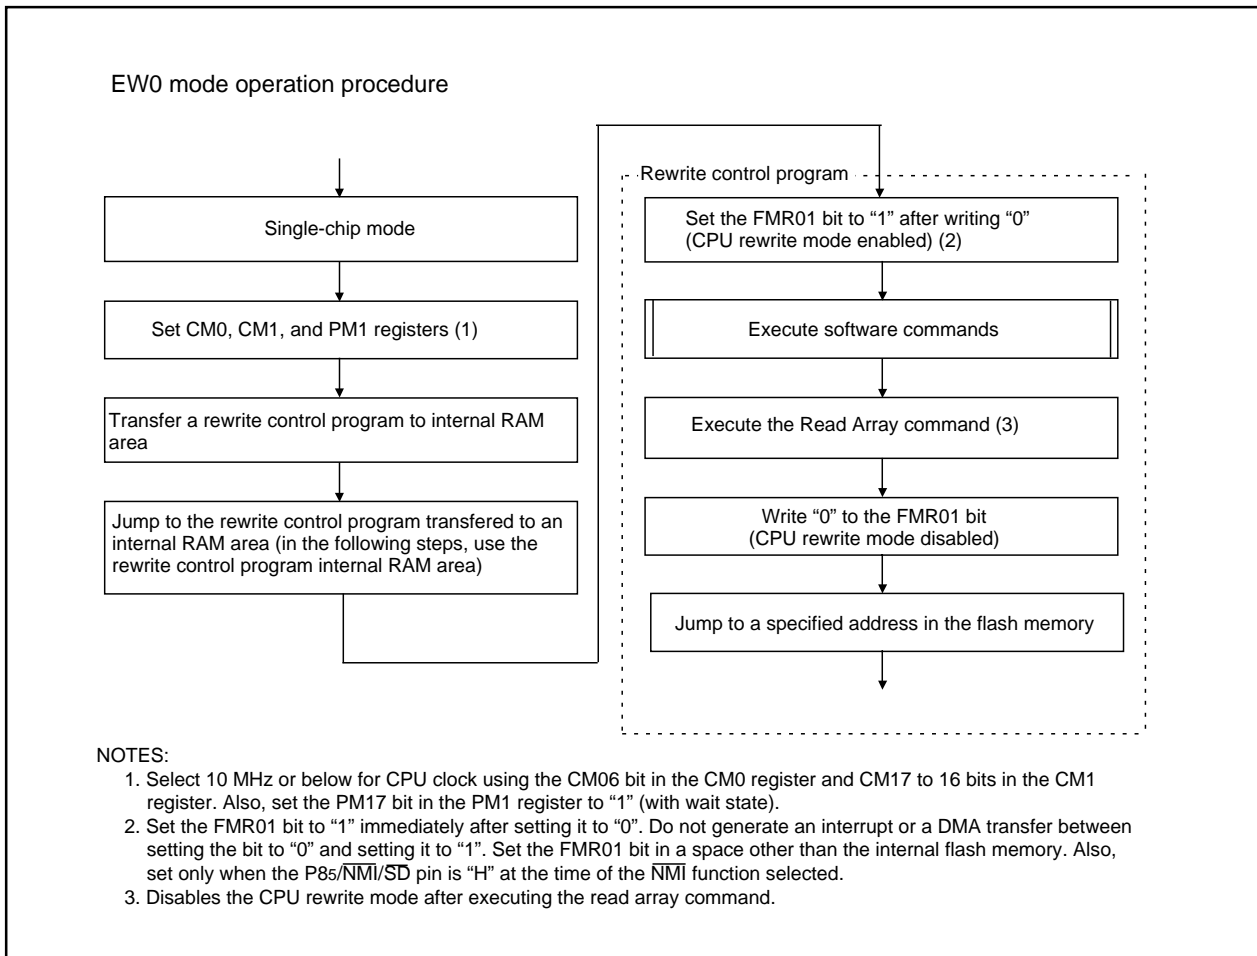 EW0 mode operation procedure
Single-chip mode
Set CM0, CM1, and PM1 registers (1)
Transfer a rewrite control program to internal RAM
area
Jump to the rewrite control program transfered to an
internal RAM area (in the following steps, use the
rewrite control program internal RAM area)
Rewrite control program
Set the FMR01 bit to “1” after writing “0”
(CPU rewrite mode enabled) (2)
Execute software commands
Execute the Read Array command (3)
Write “0” to the FMR01 bit
(CPU rewrite mode disabled)
Jump to a specified address in the flash memory
NOTES:
1. Select 10 MHz or below for CPU clock using the CM06 bit in the CM0 register and CM17 to 16 bits in the CM1
register. Also, set the PM17 bit in the PM1 register to “1” (with wait state).
2. Set the FMR01 bit to “1” immediately after setting it to “0”. Do not generate an interrupt or a DMA transfer between
setting the bit to “0” and setting it to “1”. Set the FMR01 bit in a space other than the internal flash memory. Also,
set only when the P85/N̅M̅I̅/S̅D̅ pin is “H” at the time of the N̅M̅I̅ function selected.
3. Disables the CPU rewrite mode after executing the read array command.